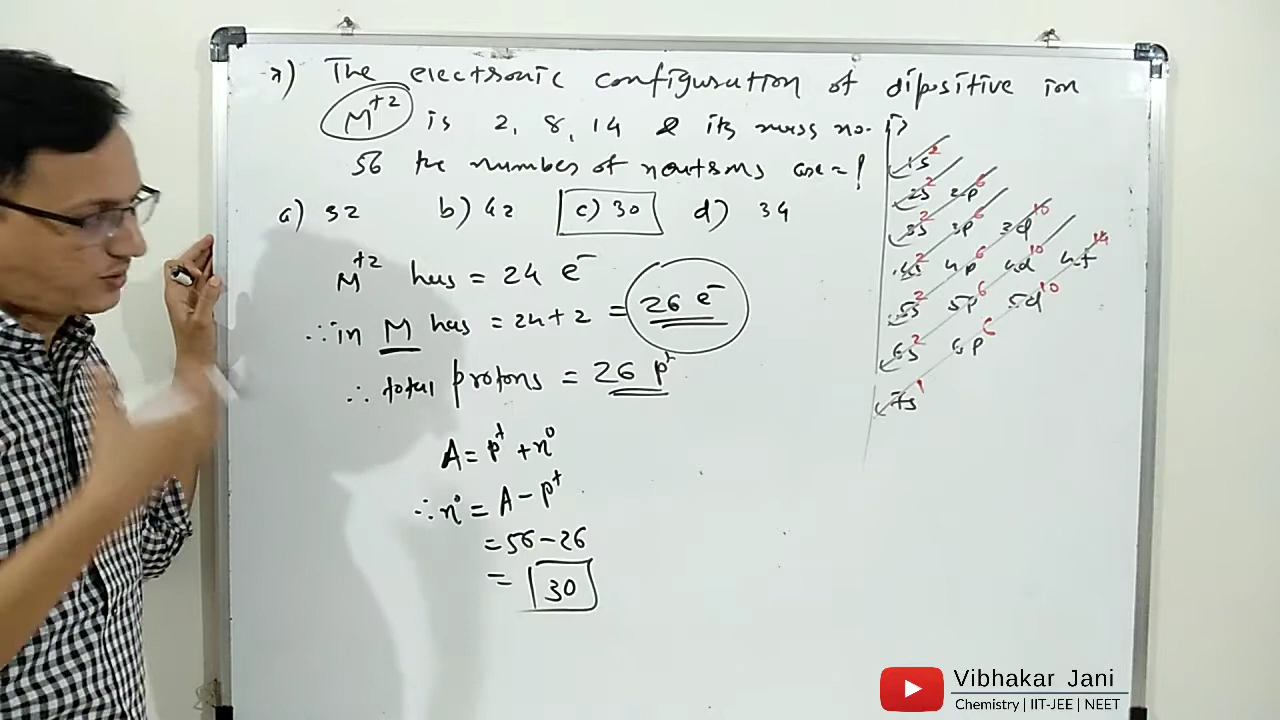 *) The electronic configuration of dipositive ion
M+2 is 2, 8, 14 & its mass no. is
56 the number of neutrons are = ?
a) 32 b) 42 c) 30 d) 34
M+2 has = 24 e-
∴ in M has = 24 + 2 = 26 e-
∴ total protons = 26 p+
A = p+ + n0
∴ n0 = A - p+
= 56 - 26
= 30
1s2
2s2 2p6
3s2 3p6 3d10
4s2 4p6 4d10 4f14
5s2 5p6 5d10
6s2 6p6
7s1
Vibhakar Jani
Chemistry | IIT-JEE | NEET